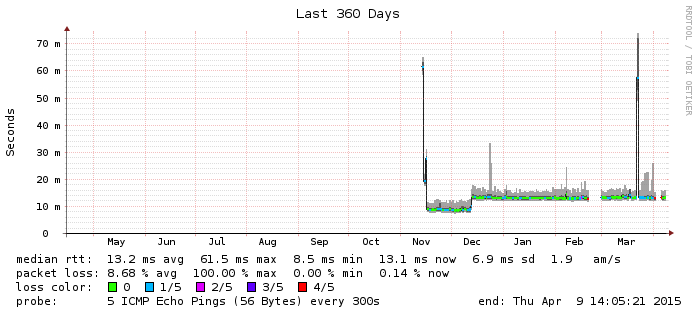 Last 360 Days
RRDTOOL / TOBI OETIKER
Seconds
70 m
60 m
50 m
40 m
30 m
20 m
10 m
0
May Jun Jul Aug Sep Oct Nov Dec Jan Feb Mar
median rtt: 13.2 ms avg 61.5 ms max 8.5 ms min 13.1 ms now 6.9 ms sd 1.9 am/s
packet loss: 8.68 % avg 100.00 % max 0.00 % min 0.14 % now
loss color: 0 1/5 2/5 3/5 4/5
probe: 5 ICMP Echo Pings (56 Bytes) every 300s end: Thu Apr 9 14:05:21 2015